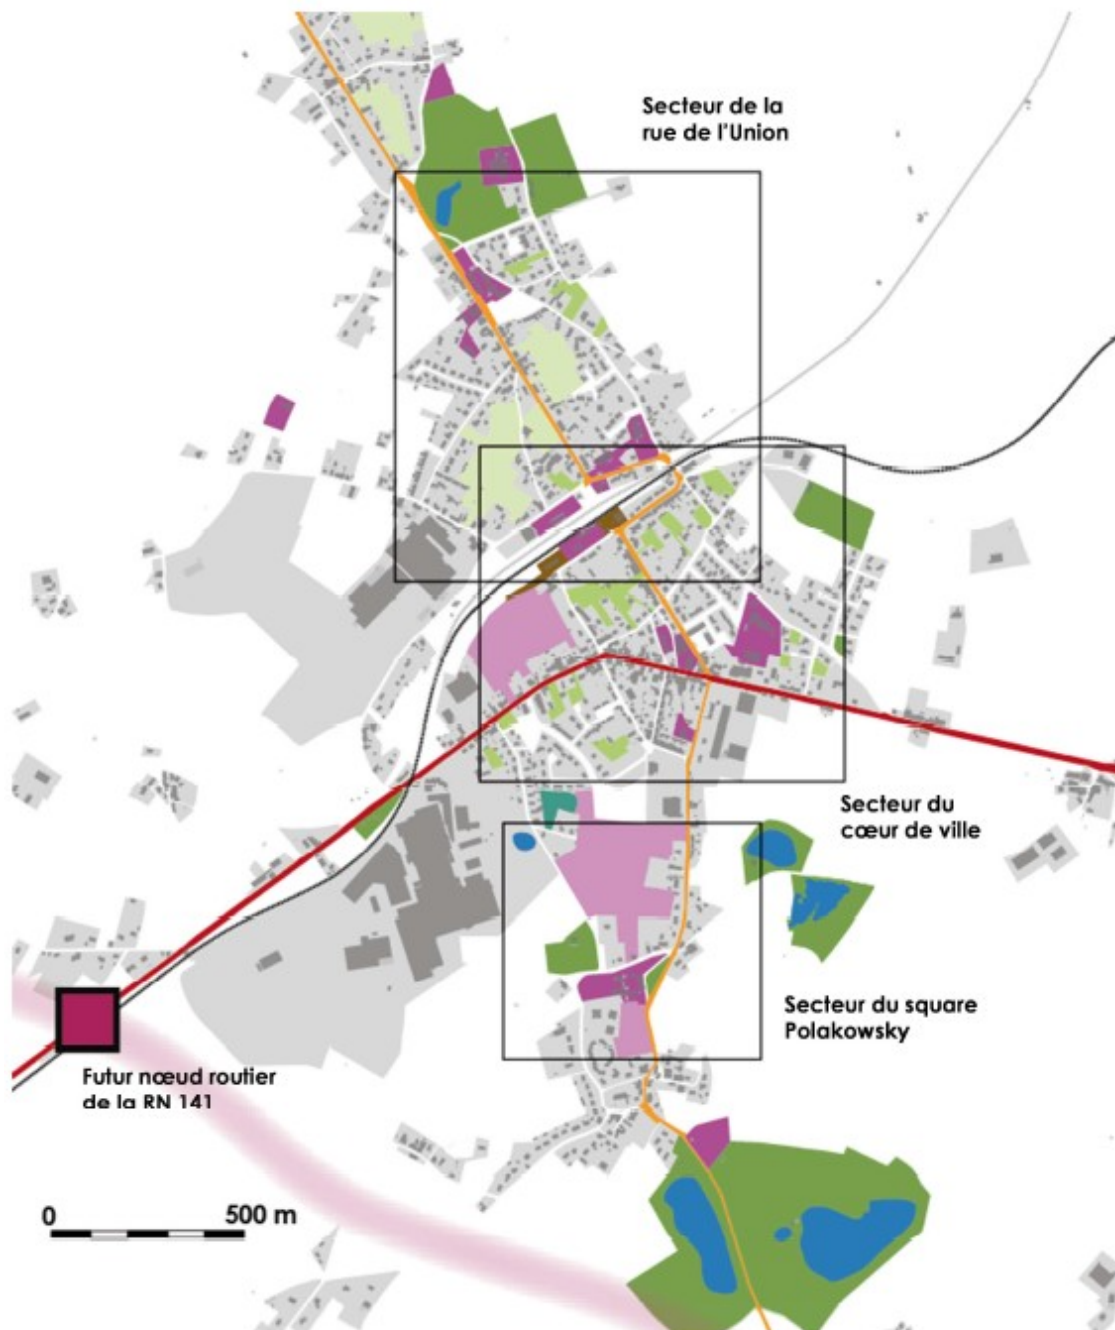 Secteur de la
rue de l'Union
Secteur du
cœur de ville
Secteur du square
Polakowsky
Futur nœud routier
de la RN 141
0 500 m